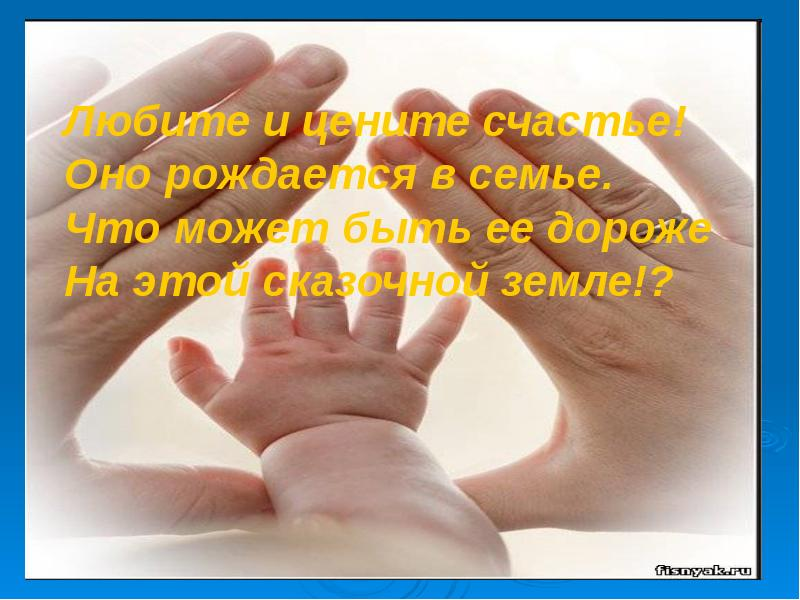 Любите и цените счастье!
Оно рождается в семье.
Что может быть ее дороже
На этой сказочной земле!?
fisnyak.ru